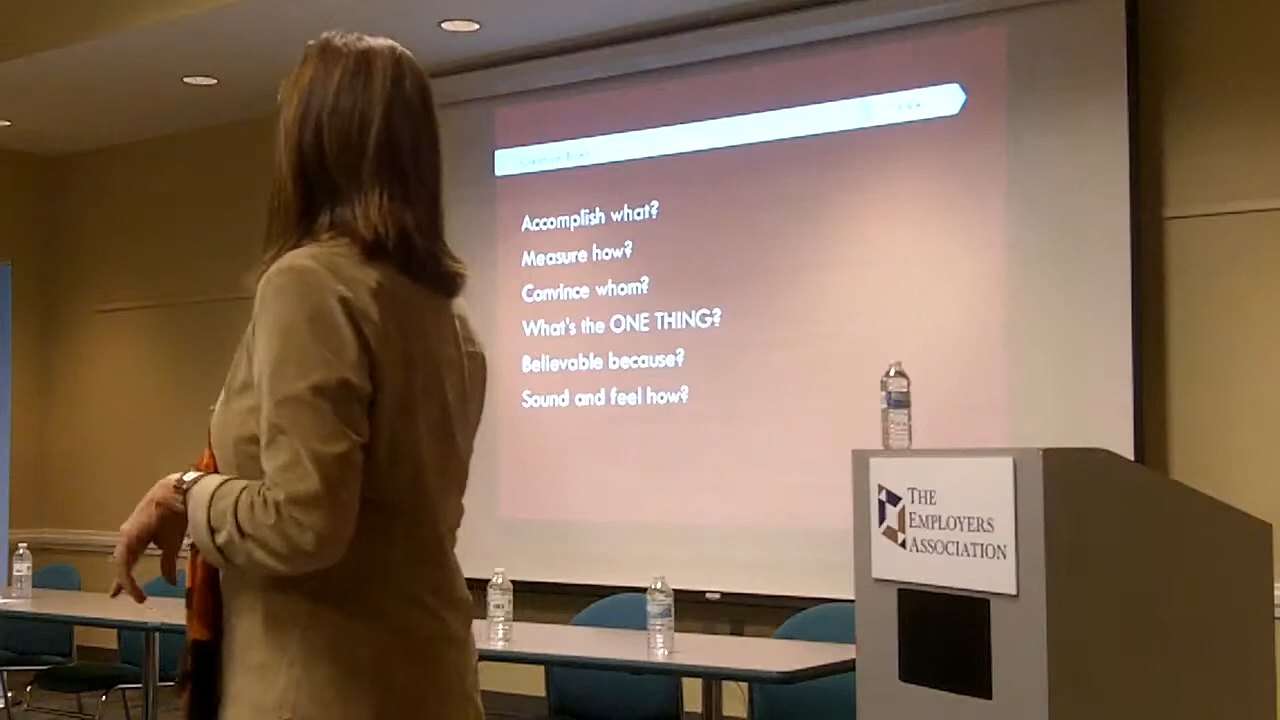 Accomplish what?
Measure how?
Convince whom?
What's the ONE THING?
Believable because?
Sound and feel how?
THE
EMPLOYERS
ASSOCIATION